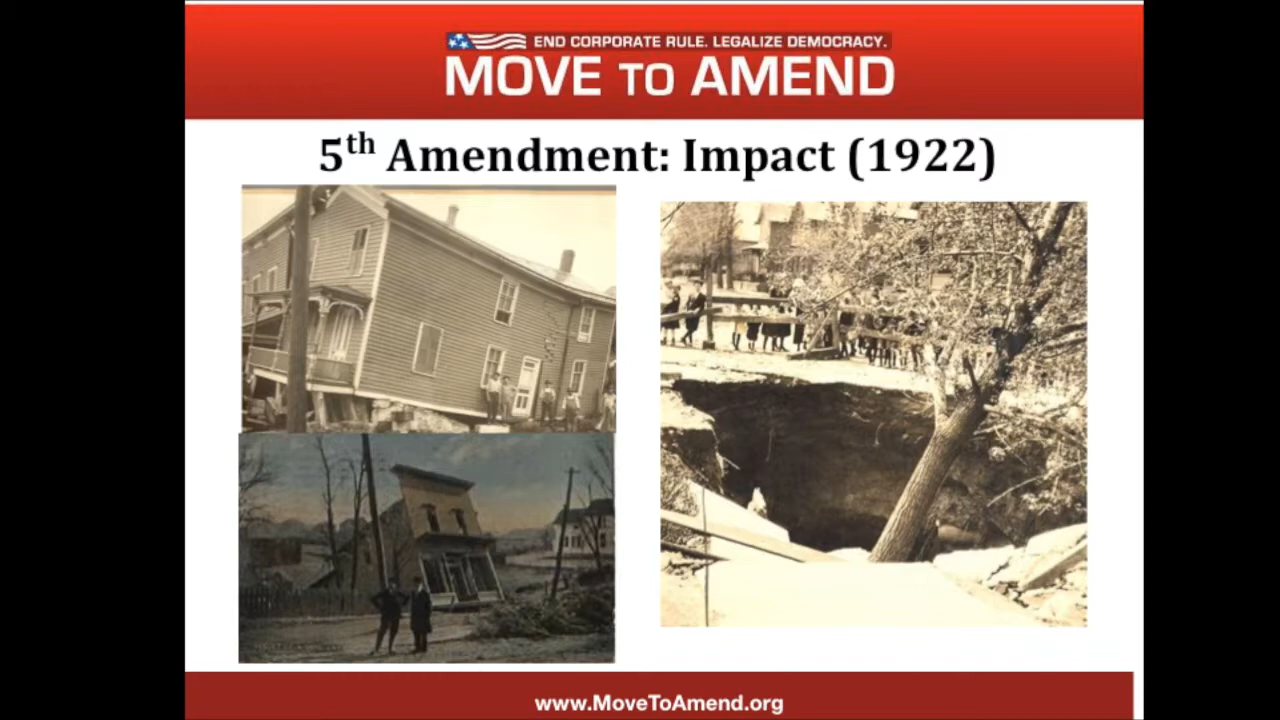 END CORPORATE RULE. LEGALIZE DEMOCRACY.
MOVE TO AMEND
5th Amendment: Impact (1922)
www.MoveToAmend.org